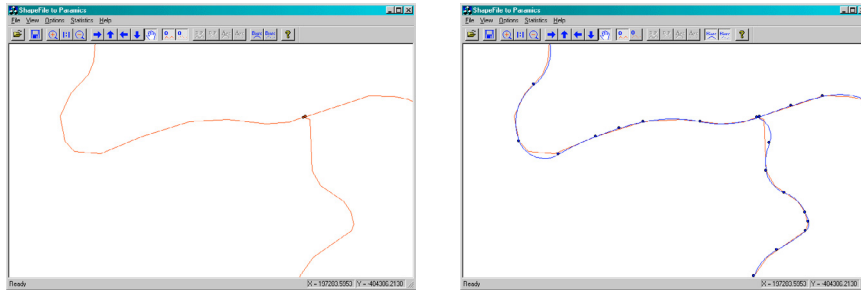 ShapeFile to Paramics
File View Options Statistics Help
Ready
X = 197203.5953 Y = -404306.2130
ShapeFile to Paramics
File View Options Statistics Help
Ready
X = 197203.5953 Y = -404306.2130